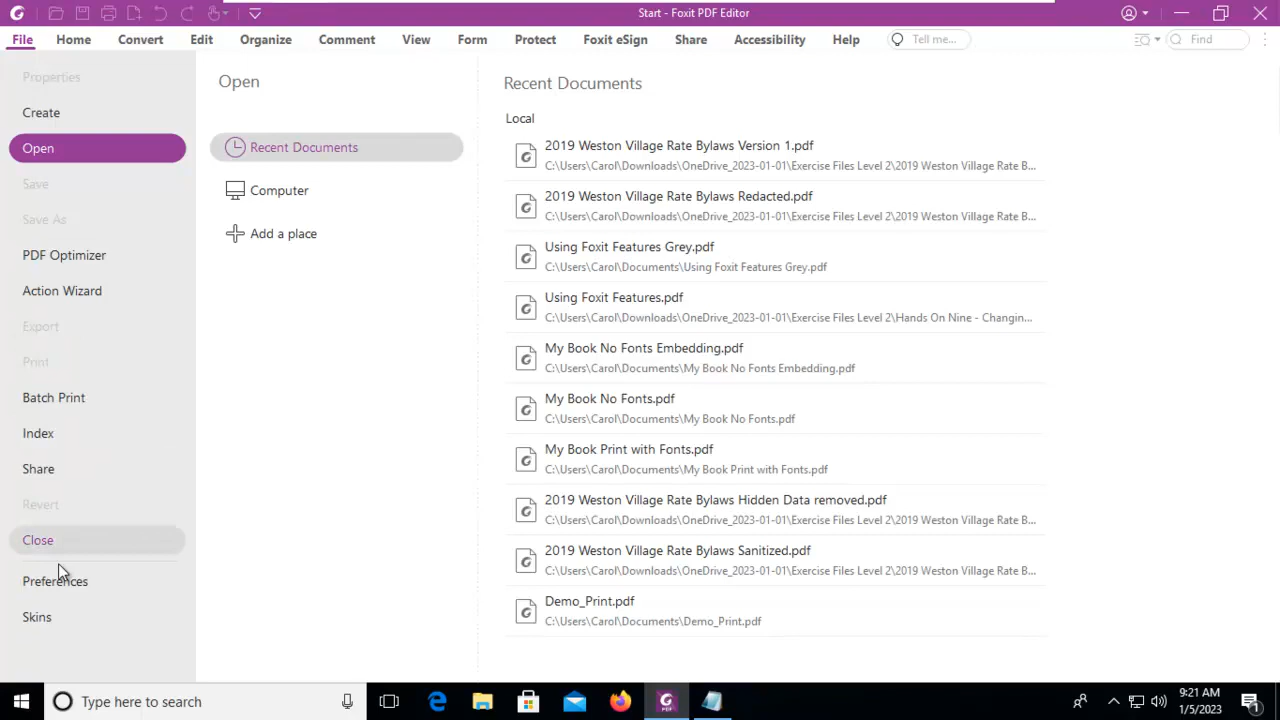 Start - Foxit PDF Editor
File Home Convert Edit Organize Comment View Form Protect Foxit eSign Share Accessibility Help Tell me... Find
Properties
Create
Open
Save
Save As
PDF Optimizer
Action Wizard
Export
Print
Batch Print
Index
Share
Revert
Close
Preferences
Skins
Open
Recent Documents
Computer
Add a place
Recent Documents
Local
2019 Weston Village Rate Bylaws Version 1.pdf
C:\Users\Carol\Downloads\OneDrive_2023-01-01\Exercise Files Level 2\2019 Weston Village Rate B...
2019 Weston Village Rate Bylaws Redacted.pdf
C:\Users\Carol\Downloads\OneDrive_2023-01-01\Exercise Files Level 2\2019 Weston Village Rate B...
Using Foxit Features Grey.pdf
C:\Users\Carol\Documents\Using Foxit Features Grey.pdf
Using Foxit Features.pdf
C:\Users\Carol\Downloads\OneDrive_2023-01-01\Exercise Files Level 2\Hands On Nine - Changin...
My Book No Fonts Embedding.pdf
C:\Users\Carol\Documents\My Book No Fonts Embedding.pdf
My Book No Fonts.pdf
C:\Users\Carol\Documents\My Book No Fonts.pdf
My Book Print with Fonts.pdf
C:\Users\Carol\Documents\My Book Print with Fonts.pdf
2019 Weston Village Rate Bylaws Hidden Data removed.pdf
C:\Users\Carol\Downloads\OneDrive_2023-01-01\Exercise Files Level 2\2019 Weston Village Rate B...
2019 Weston Village Rate Bylaws Sanitized.pdf
C:\Users\Carol\Downloads\OneDrive_2023-01-01\Exercise Files Level 2\2019 Weston Village Rate B...
Demo_Print.pdf
C:\Users\Carol\Documents\Demo_Print.pdf
Type here to search
PDF
9:21 AM
1/5/2023
1